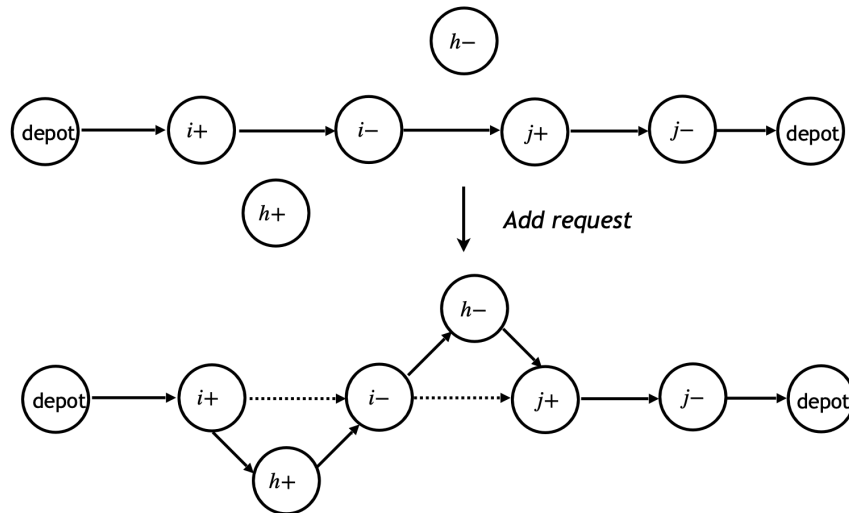 h−
depot i+ i− j+ j− depot
h+
Add request
h−
depot i+ i− j+ j− depot
h+